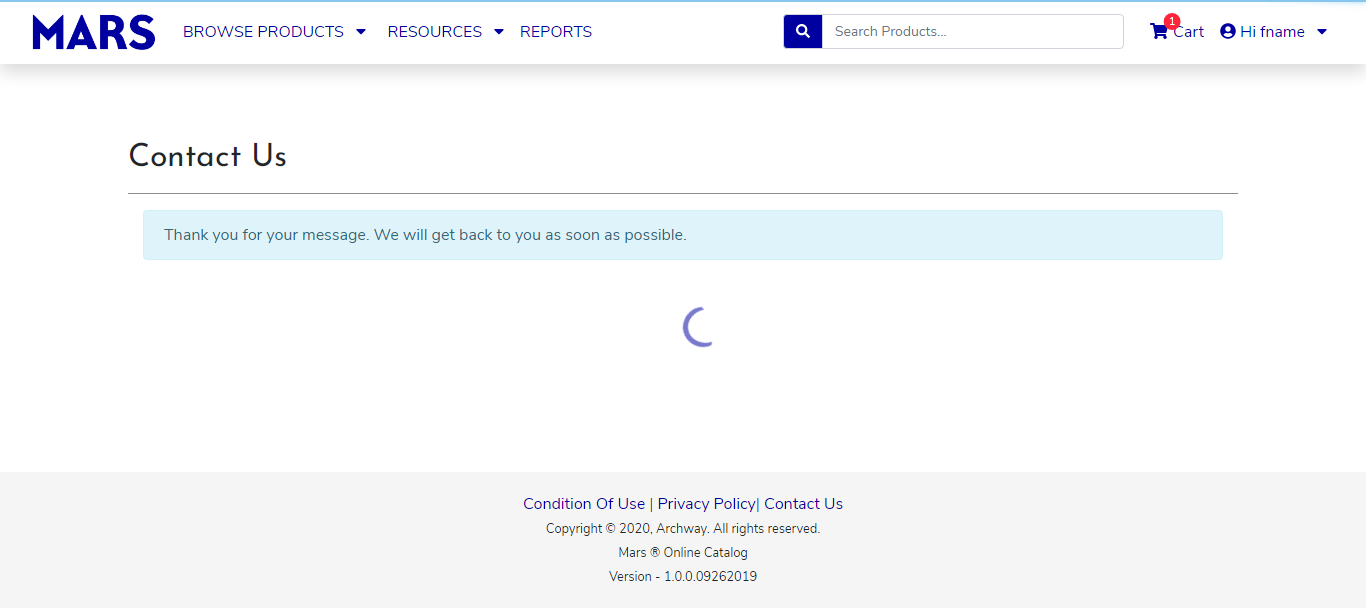 MARS BROWSE PRODUCTS RESOURCES REPORTS Search Products... 1 Cart Hi fname
Contact Us
Thank you for your message. We will get back to you as soon as possible.
Condition Of Use | Privacy Policy| Contact Us
Copyright © 2020, Archway. All rights reserved.
Mars ® Online Catalog
Version - 1.0.0.09262019